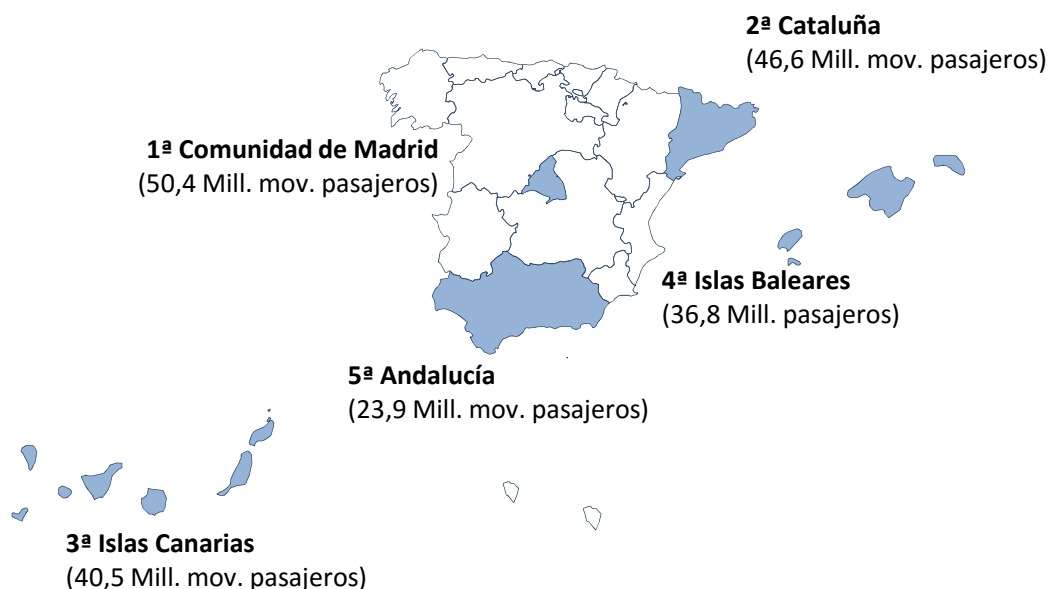 2ª Cataluña
(46,6 Mill. mov. pasajeros)
1ª Comunidad de Madrid
(50,4 Mill. mov. pasajeros)
4ª Islas Baleares
(36,8 Mill. pasajeros)
5ª Andalucía
(23,9 Mill. mov. pasajeros)
3ª Islas Canarias
(40,5 Mill. mov. pasajeros)